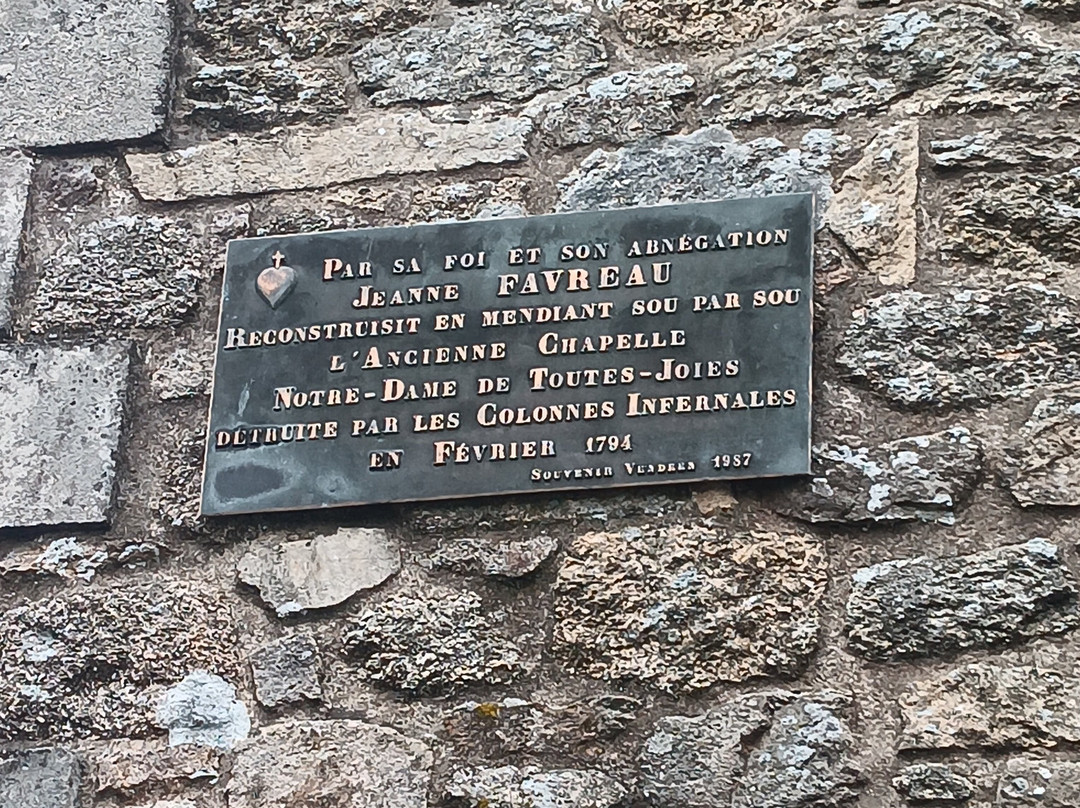 PAR SA FOI ET SON ABNÉGATION
JEANNE FAVREAU
RECONSTRUISIT EN MENDIANT SOU PAR SOU
L'ANCIENNE CHAPELLE
NOTRE-DAME DE TOUTES-JOIES
DÉTRUITE PAR LES COLONNES INFERNALES
EN FÉVRIER 1794
SOUVENIR VENDÉEN 1987